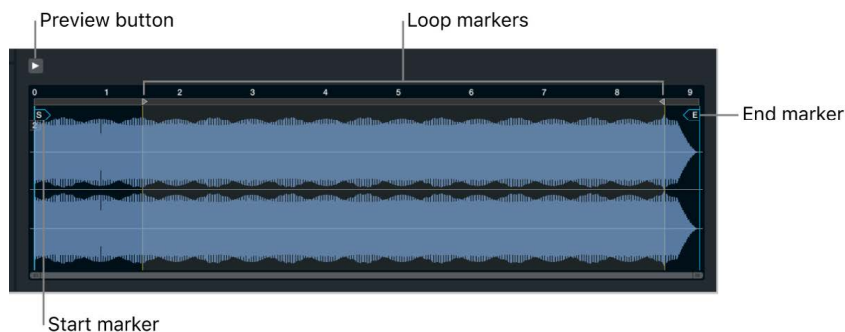 Preview button
Loop markers
0 1 2 3 4 5 6 7 8 9
S
E
End marker
Start marker